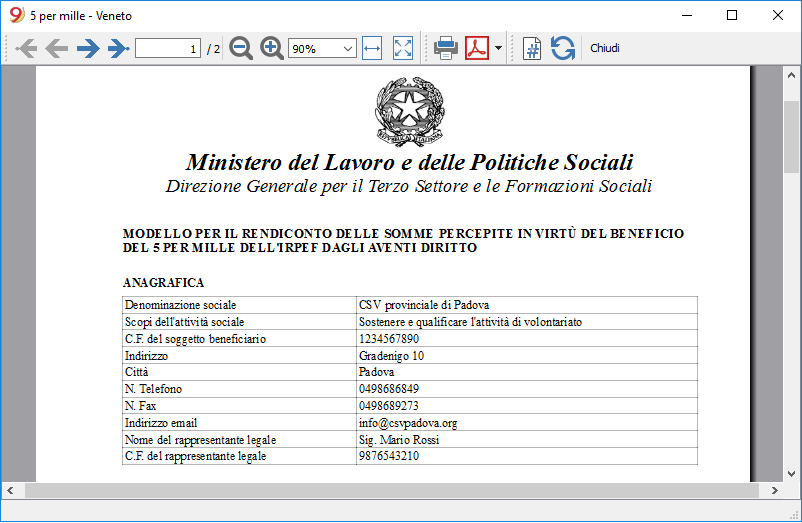 5 per mille - Veneto
1 / 2 90% Chiudi
REPVBBLICA ITALIANA
Ministero del Lavoro e delle Politiche Sociali
Direzione Generale per il Terzo Settore e le Formazioni Sociali
MODELLO PER IL RENDICONTO DELLE SOMME PERCEPITE IN VIRTÙ DEL BENEFICIO
DEL 5 PER MILLE DELL'IRPEF DAGLI AVENTI DIRITTO
ANAGRAFICA
Denominazione sociale CSV provinciale di Padova
Scopi dell'attività sociale Sostenere e qualificare l'attività di volontariato
C.F. del soggetto beneficiario 1234567890
Indirizzo Gradenigo 10
Città Padova
N. Telefono 0498686849
N. Fax 0498689273
Indirizzo email info@csvpadova.org
Nome del rappresentante legale Sig. Mario Rossi
C.F. del rappresentante legale 9876543210